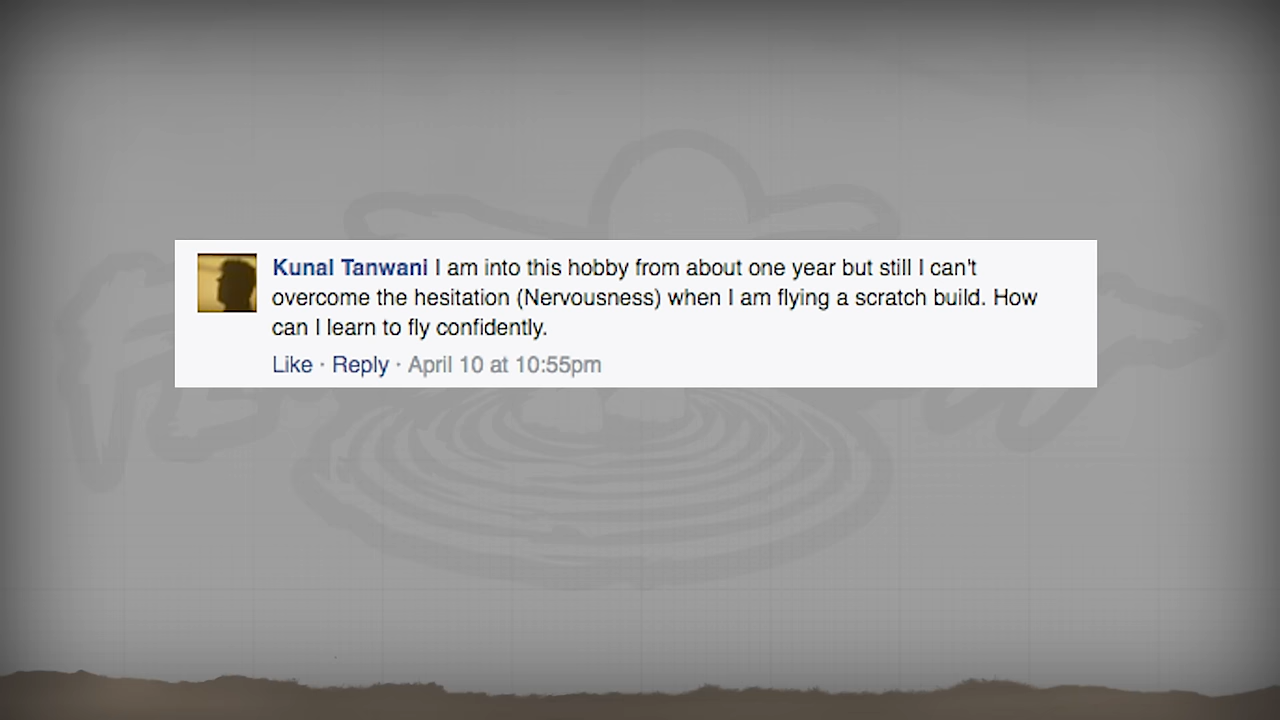 Kunal Tanwani I am into this hobby from about one year but still I can't
overcome the hesitation (Nervousness) when I am flying a scratch build. How
can I learn to fly confidently.
Like · Reply · April 10 at 10:55pm